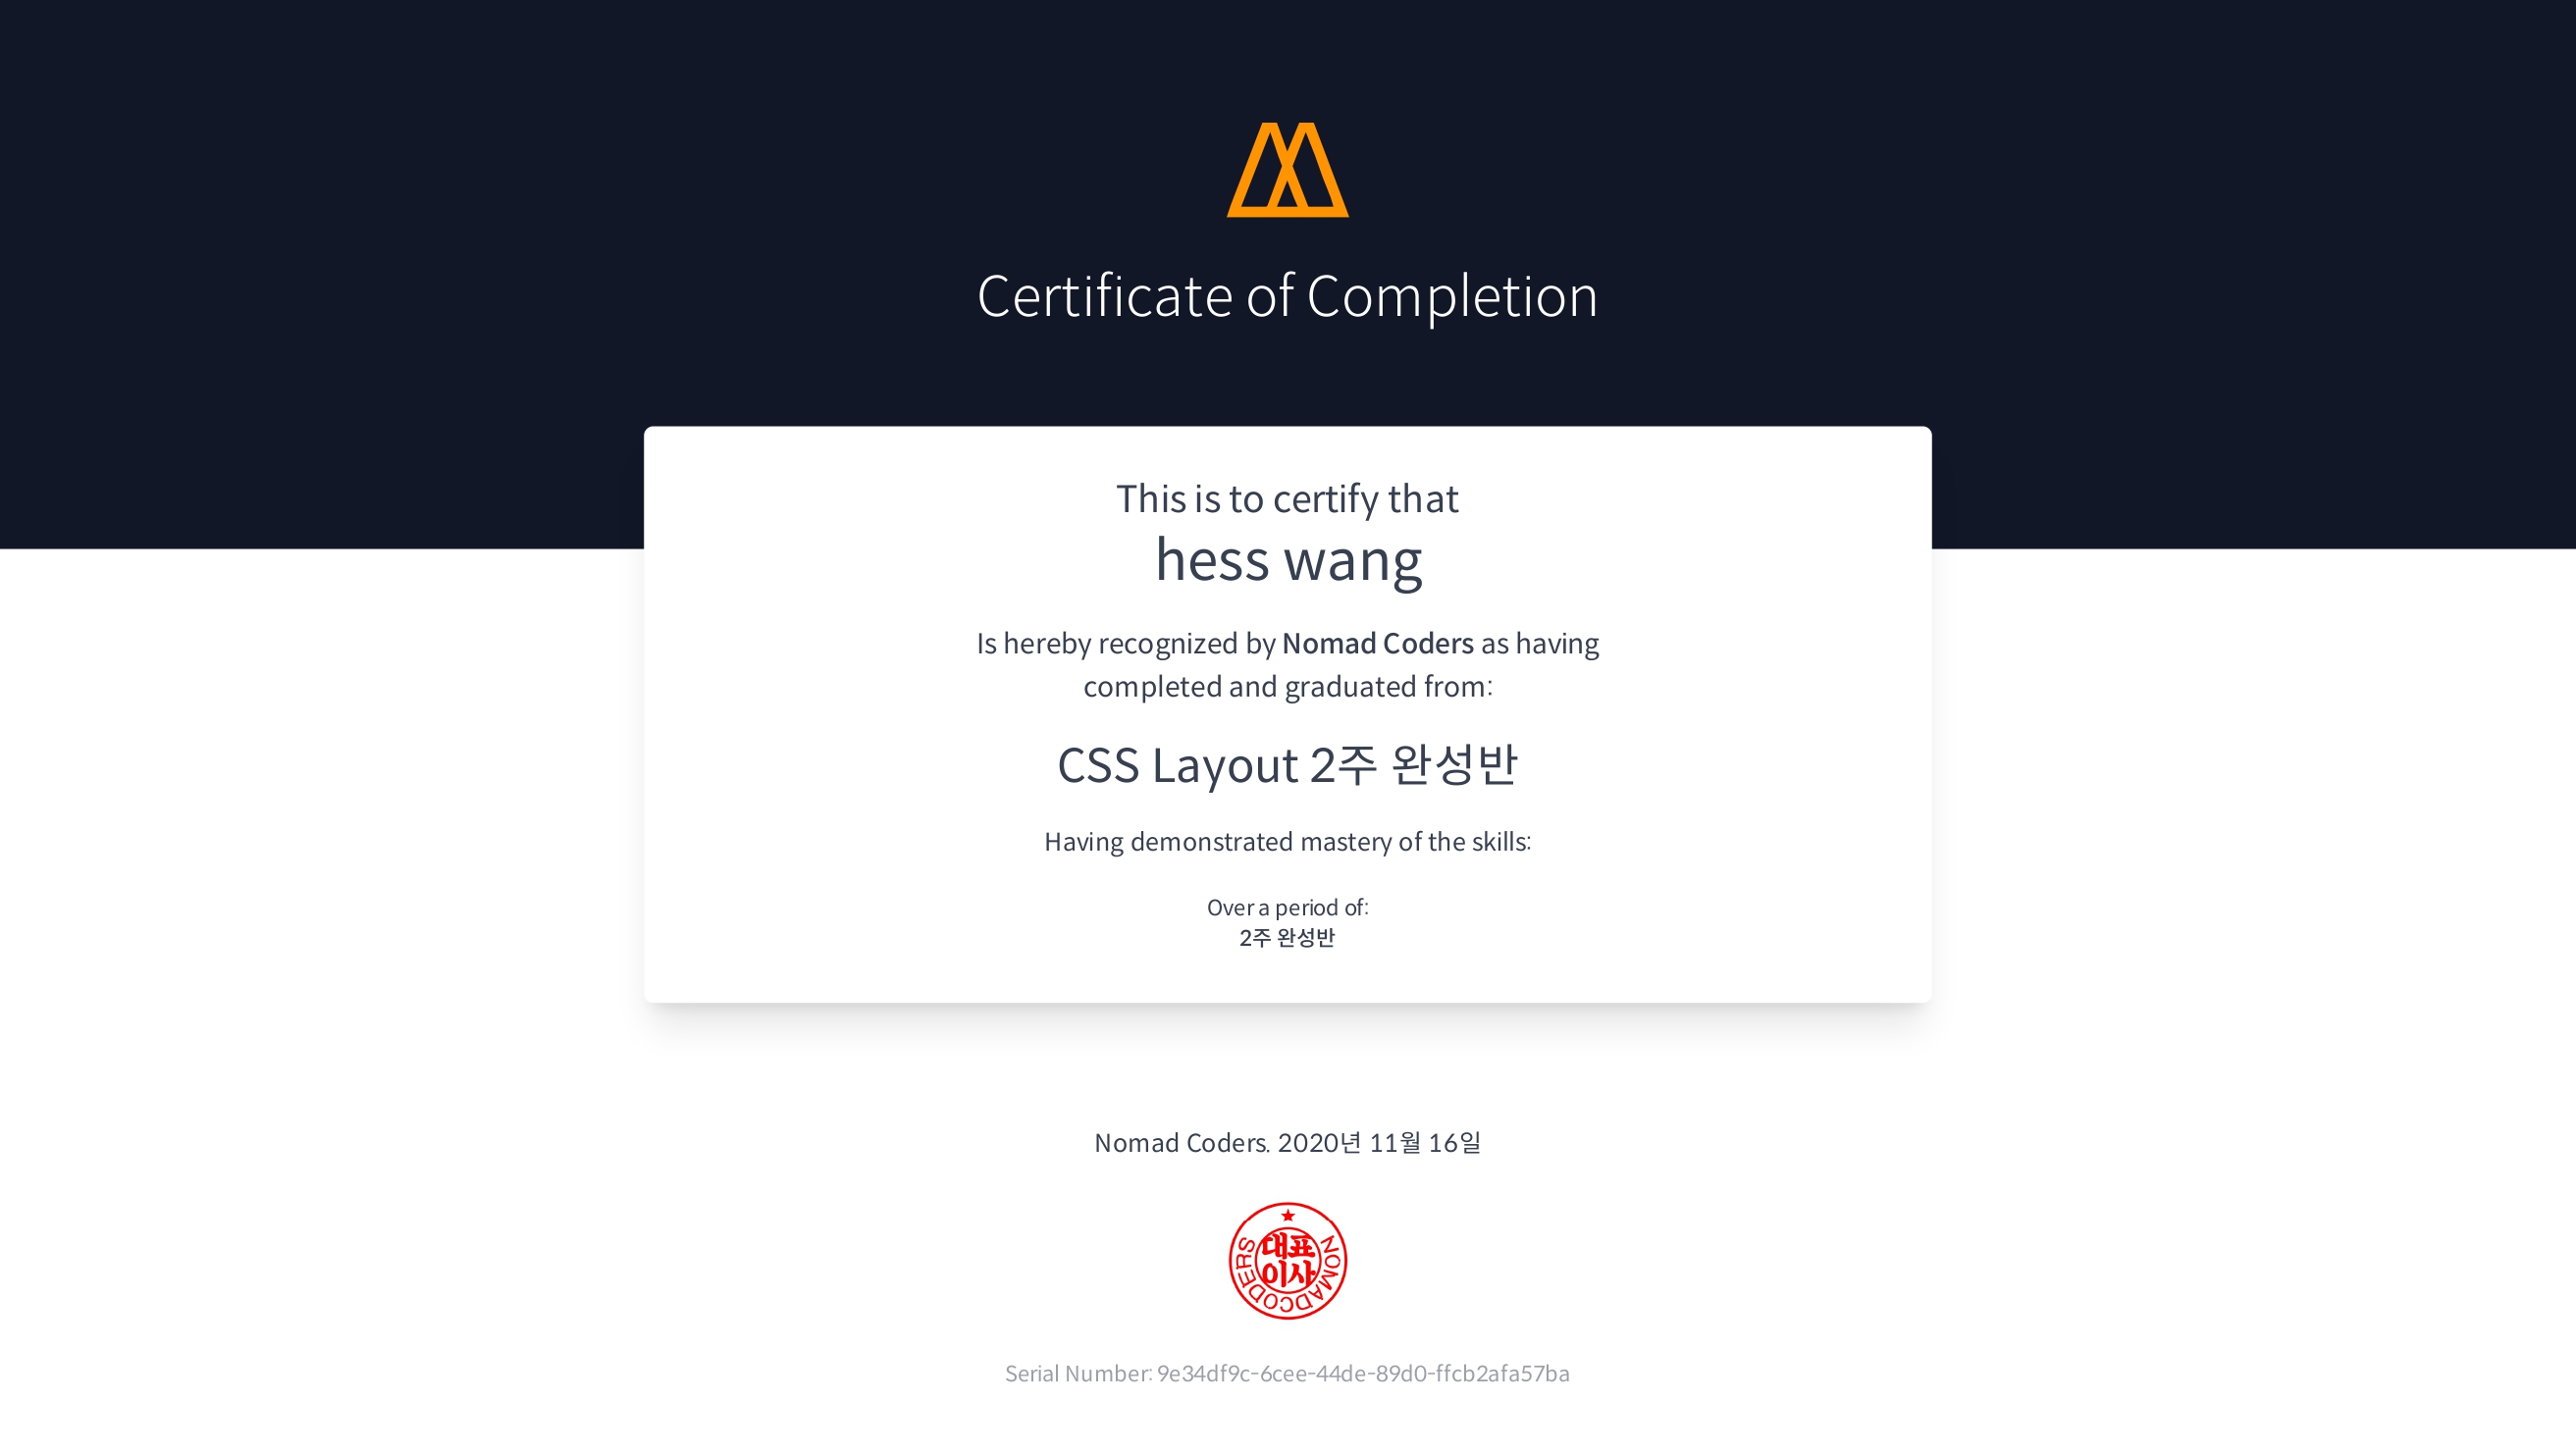 Certificate of Completion
This is to certify that
hess wang
Is hereby recognized by Nomad Coders as having
completed and graduated from:
CSS Layout 2주 완성반
Having demonstrated mastery of the skills:
Over a period of:
2주 완성반
Nomad Coders. 2020년 11월 16일
대표
이사
NOMADCODERS
Serial Number: 9e34df9c-6cee-44de-89d0-ffcb2afa57ba